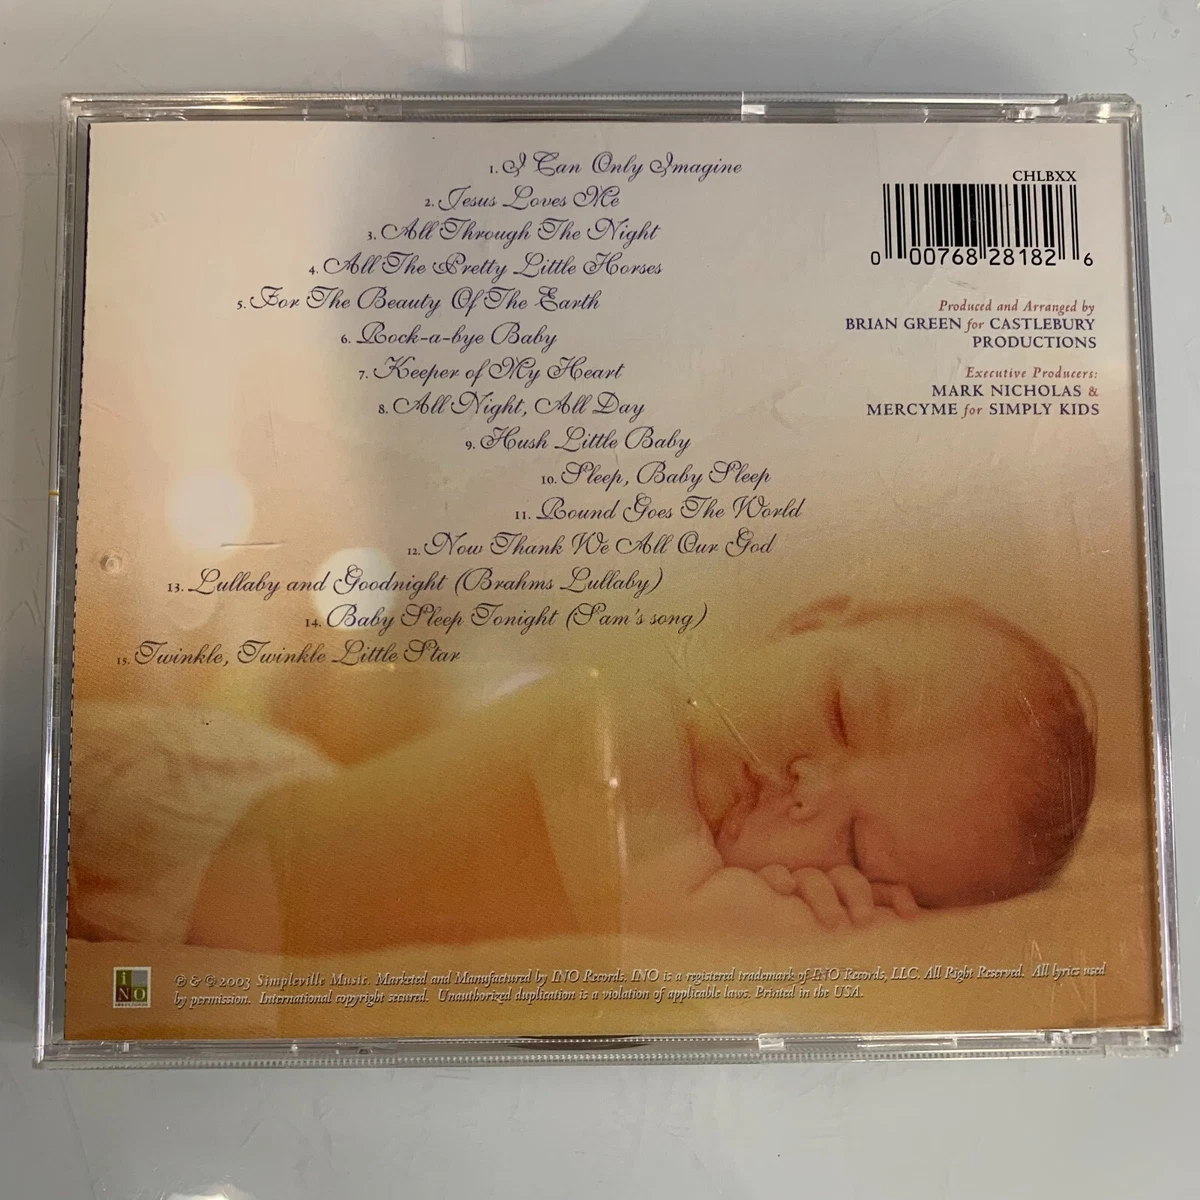 1. I Can Only Imagine
2. Jesus Loves Me
3. All Through The Night
4. All The Pretty Little Horses
5. For The Beauty Of The Earth
6. Rock-a-bye Baby
7. Keeper of My Heart
8. All Night, All Day
9. Hush Little Baby
10. Sleep, Baby Sleep
11. Round Goes The World
12. Now Thank We All Our God
13. Lullaby and Goodnight (Brahms Lullaby)
14. Baby Sleep Tonight (Sam's song)
15. Twinkle, Twinkle Little Star
CHLBXX
0 00768 28182 6
Produced and Arranged by
BRIAN GREEN for CASTLEBURY
PRODUCTIONS
Executive Producers:
MARK NICHOLAS &
MERCYME for SIMPLY KIDS
iNO
℗ & © 2003 Simpleville Music. Marketed and Manufactured by INO Records. INO is a registered trademark of INO Records, LLC. All Right Reserved. All lyrics used
by permission. International copyright secured. Unauthorized duplication is a violation of applicable laws. Printed in the USA.